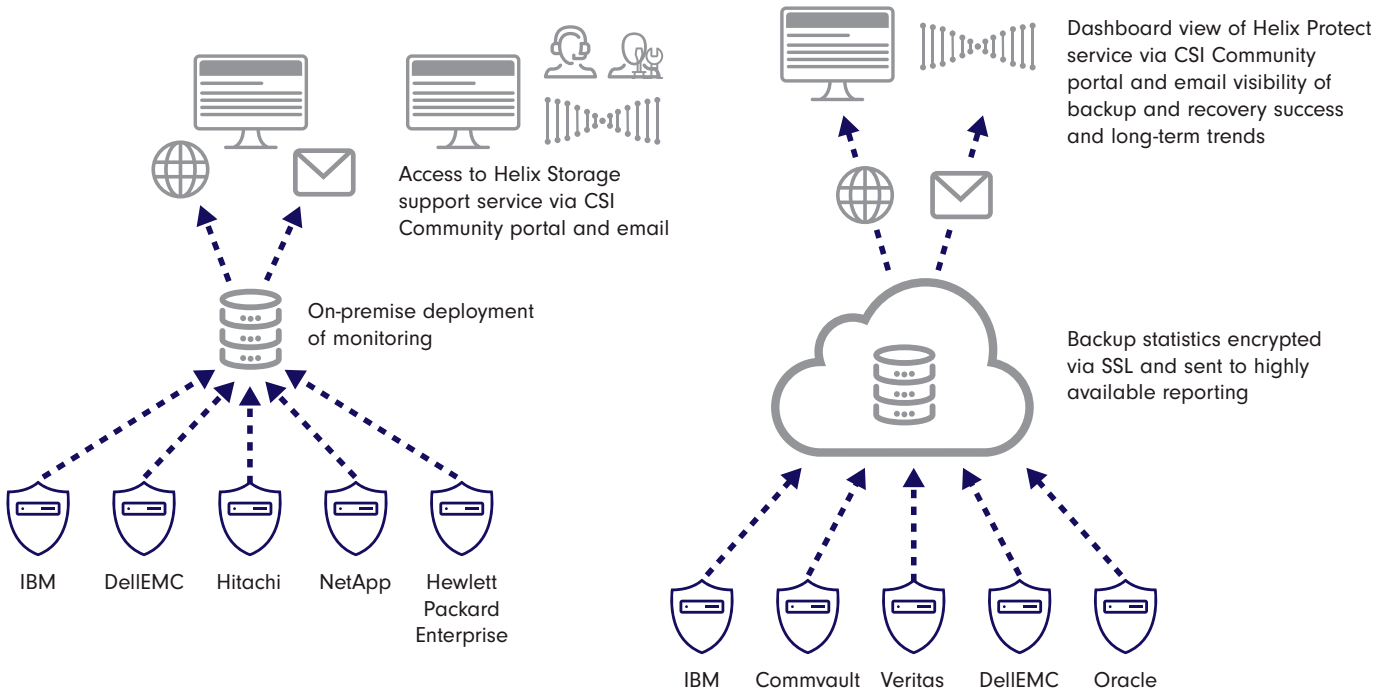 Access to Helix Storage
support service via CSI
Community portal and email
On-premise deployment
of monitoring
IBM
DellEMC
Hitachi
NetApp
Hewlett
Packard
Enterprise
Dashboard view of Helix Protect
service via CSI Community
portal and email visibility of
backup and recovery success
and long-term trends
Backup statistics encrypted
via SSL and sent to highly
available reporting
IBM
Commvault
Veritas
DellEMC
Oracle